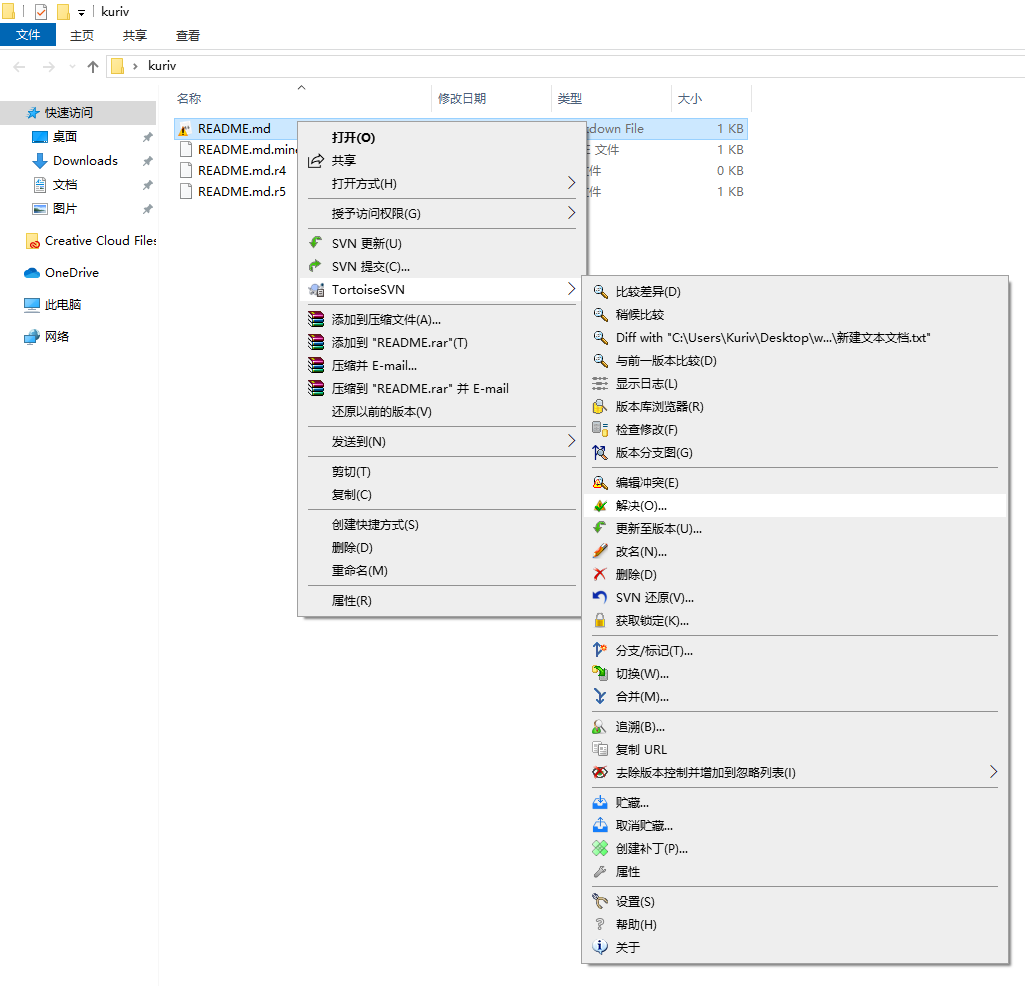 kuriv
文件 主页 共享 查看
kuriv
名称 修改日期 类型 大小
快速访问
桌面
Downloads
文档
图片
Creative Cloud Files
OneDrive
此电脑
网络
README.md down File 1 KB
README.md.mine 文件 1 KB
README.md.r4 文件 0 KB
README.md.r5 文件 1 KB
打开(O)
共享
打开方式(H)
授予访问权限(G)
SVN 更新(U)
SVN 提交(C)...
TortoiseSVN
添加到压缩文件(A)...
添加到 "README.rar"(T)
压缩并 E-mail...
压缩到 "README.rar" 并 E-mail
还原以前的版本(V)
发送到(N)
剪切(T)
复制(C)
创建快捷方式(S)
删除(D)
重命名(M)
属性(R)
比较差异(D)
稍候比较
Diff with "C:\Users\Kuriv\Desktop\w...\新建文本文档.txt"
与前一版本比较(D)
显示日志(L)
版本库浏览器(R)
检查修改(F)
版本分支图(G)
编辑冲突(E)
解决(O)...
更新至版本(U)...
改名(N)...
删除(D)
SVN 还原(V)...
获取锁定(K)...
分支/标记(T)...
切换(W)...
合并(M)...
追溯(B)...
复制 URL
去除版本控制并增加到忽略列表(I)
贮藏...
取消贮藏...
创建补丁(P)...
属性
设置(S)
帮助(H)
关于